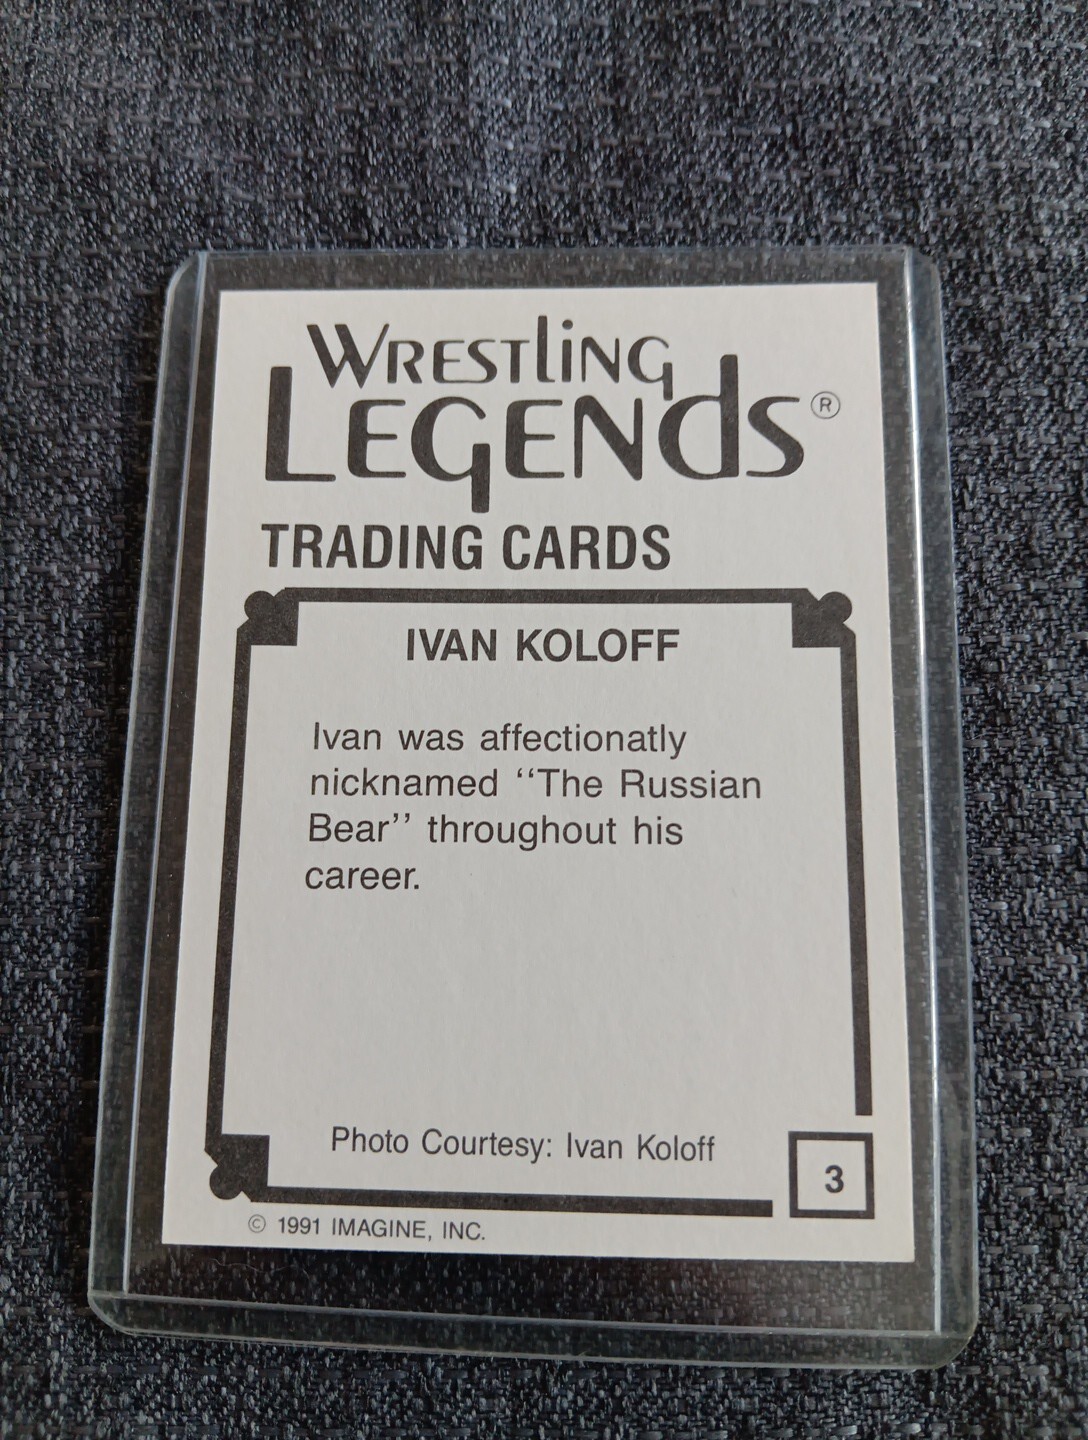 WRESTLING
LEGENDS®
TRADING CARDS
IVAN KOLOFF
Ivan was affectionatly
nicknamed ‘‘The Russian
Bear’’ throughout his
career.
Photo Courtesy: Ivan Koloff
3
© 1991 IMAGINE, INC.